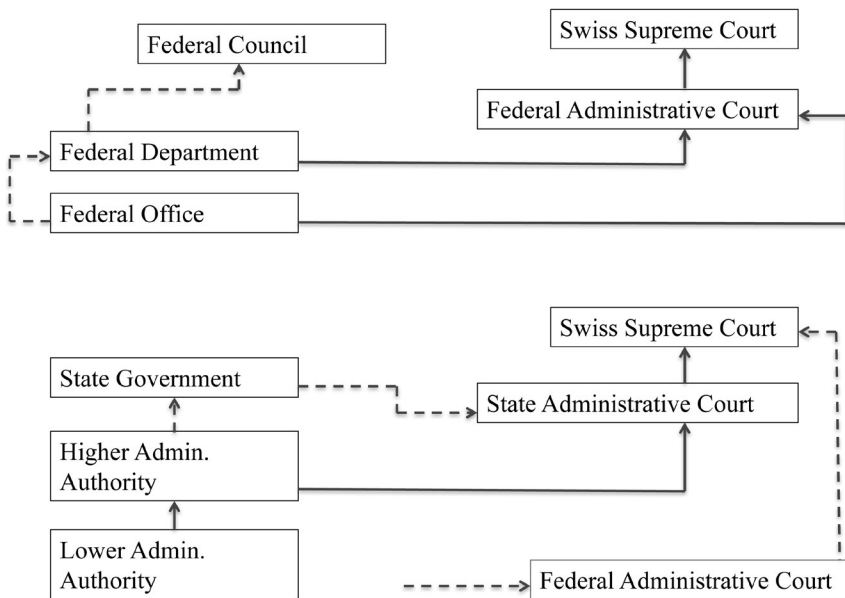 Federal Council
Swiss Supreme Court
Federal Administrative Court
Federal Department
Federal Office
Swiss Supreme Court
State Government
State Administrative Court
Higher Admin.
Authority
Lower Admin.
Authority
Federal Administrative Court